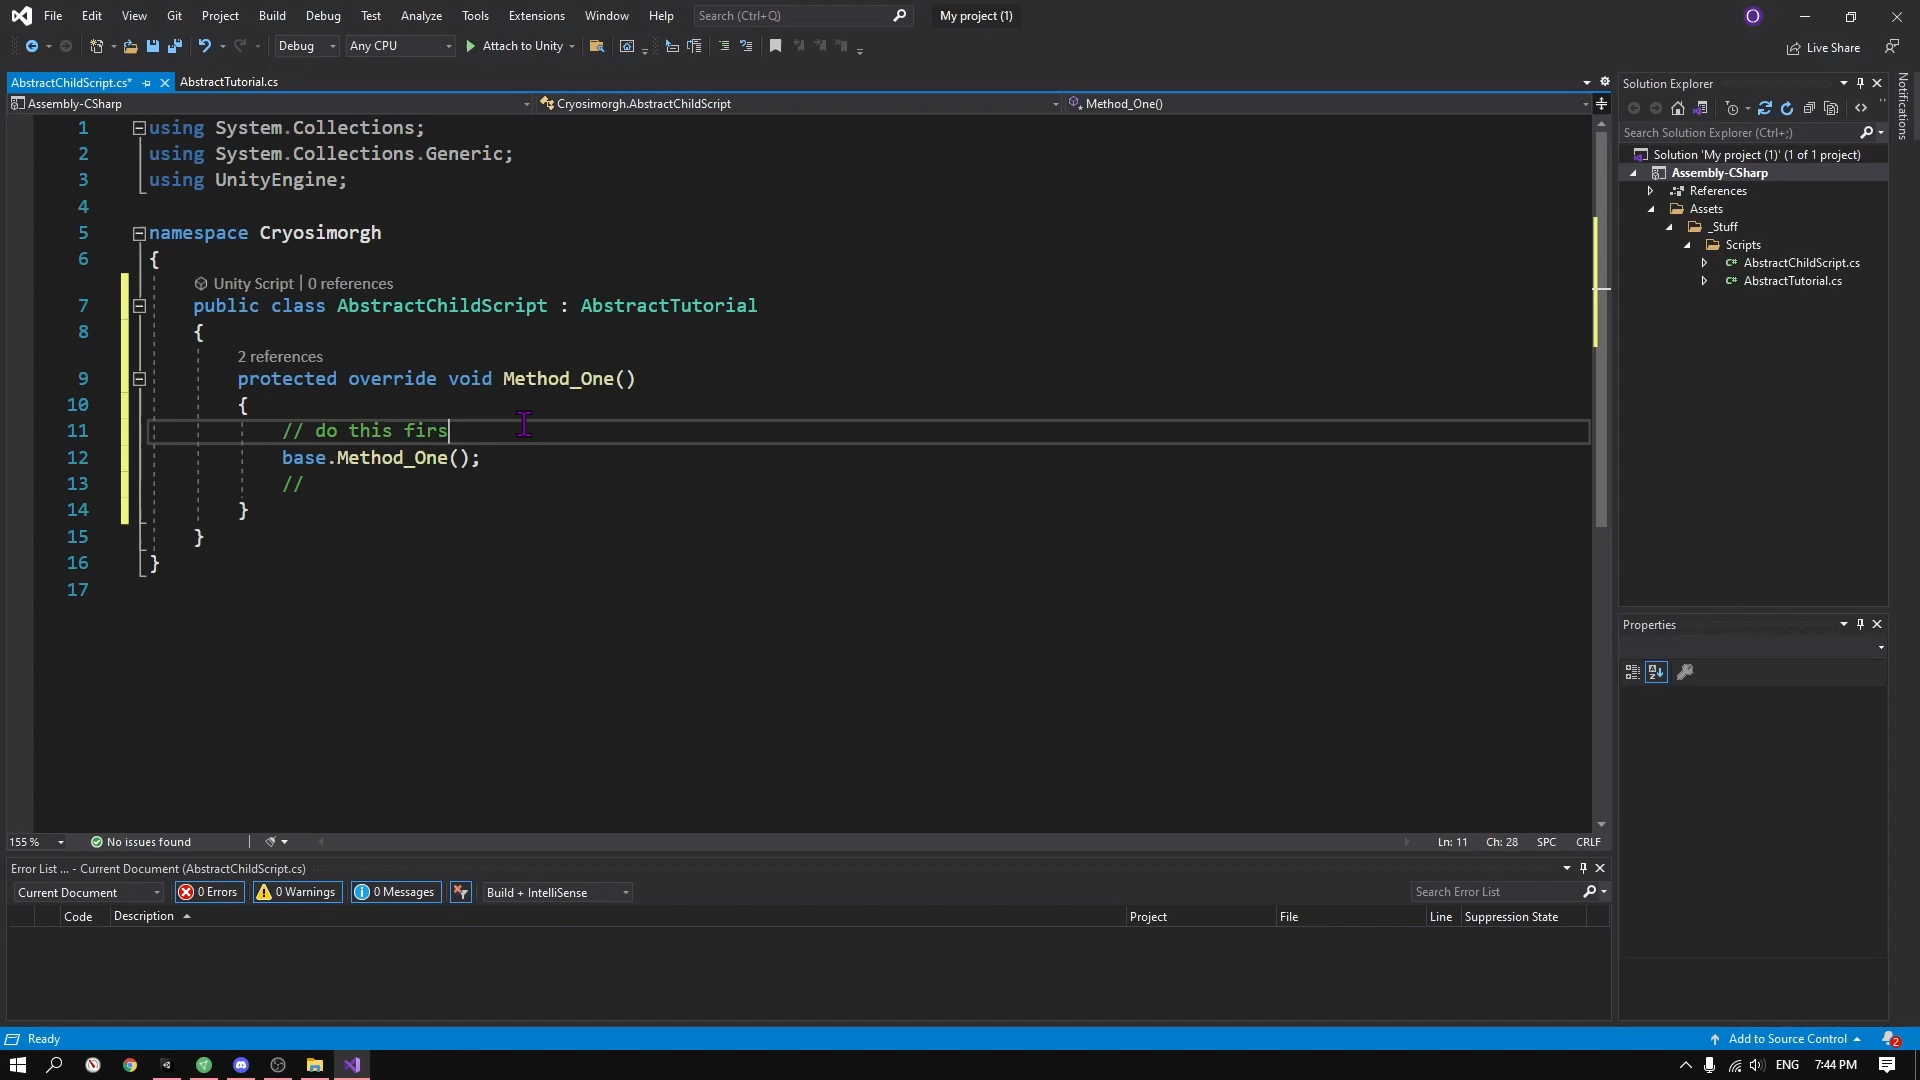 File Edit View Git Project Build Debug Test Analyze Tools Extensions Window Help Search (Ctrl+Q) My project (1) O
Debug Any CPU Attach to Unity Live Share
AbstractChildScript.cs* AbstractTutorial.cs
Assembly-CSharp Cryosimorgh.AbstractChildScript Method_One()
1 using System.Collections;
2 using System.Collections.Generic;
3 using UnityEngine;
4
5 namespace Cryosimorgh
6 {
Unity Script | 0 references
7 public class AbstractChildScript : AbstractTutorial
8 {
2 references
9 protected override void Method_One()
10 {
11 // do this firs
12 base.Method_One();
13 //
14 }
15 }
16 }
17
155 % No issues found Ln: 11 Ch: 28 SPC CRLF
Error List ... - Current Document (AbstractChildScript.cs)
Current Document 0 Errors 0 Warnings 0 Messages Build + IntelliSense Search Error List
Code Description Project File Line Suppression State
Solution Explorer
Search Solution Explorer (Ctrl+;)
Solution 'My project (1)' (1 of 1 project)
Assembly-CSharp
References
Assets
_Stuff
Scripts
C# AbstractChildScript.cs
C# AbstractTutorial.cs
Properties
Notifications
Ready Add to Source Control 2
ENG 7:44 PM